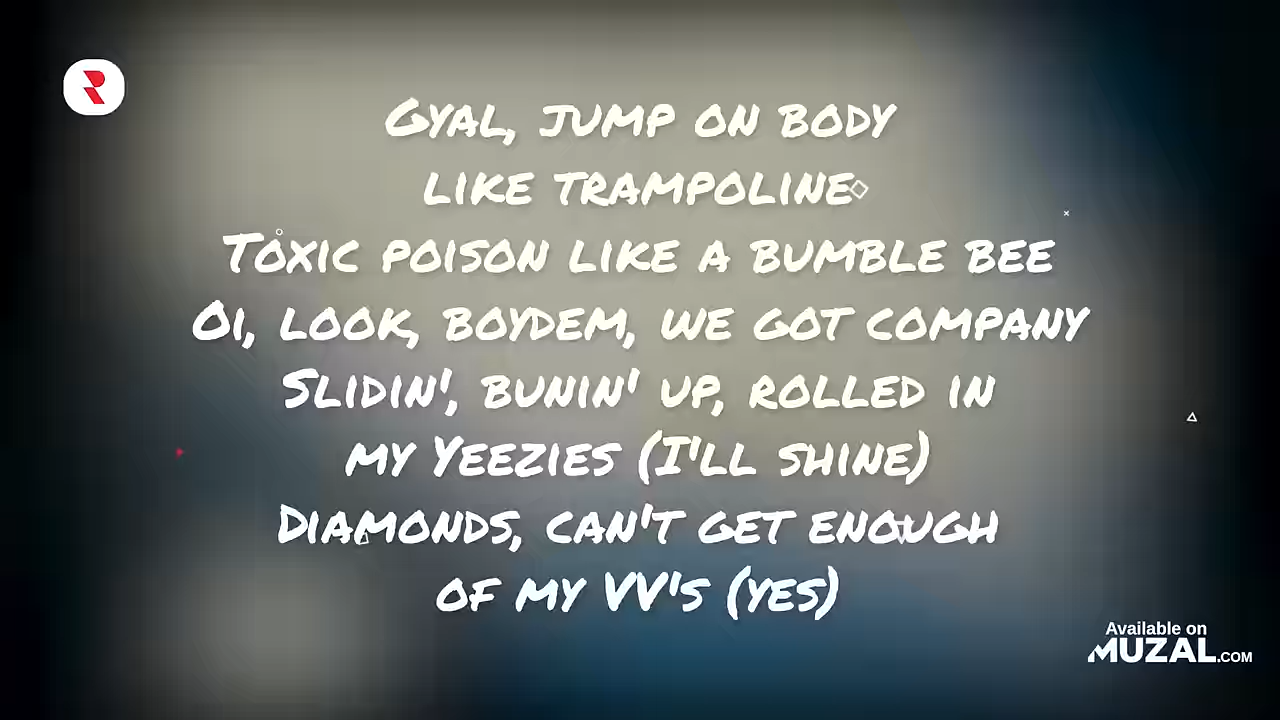 Gyal, jump on body
like trampoline
Toxic poison like a bumble bee
Oi, look, boydem, we got company
Slidin', bunin' up, rolled in
my Yeezies (I'll shine)
Diamonds, can't get enough
of my VV's (yes)
Available on
MUZAL.COM